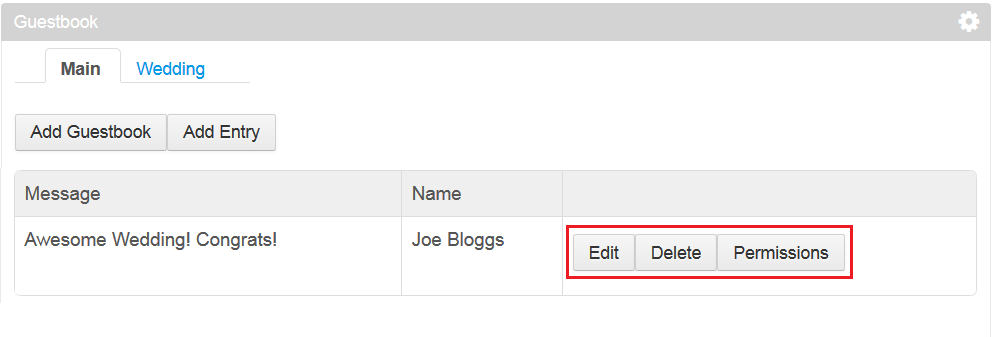 Guestbook
Main Wedding
Add Guestbook Add Entry
Message Name
Awesome Wedding! Congrats! Joe Bloggs Edit Delete Permissions